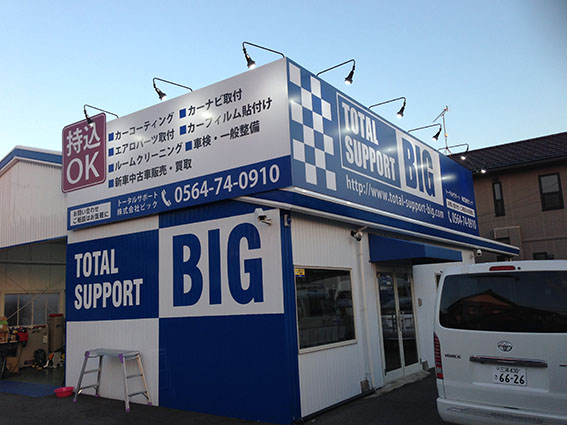 持込
OK
■カーコーティング ■カーナビ取付
■エアロパーツ取付 ■カーフィルム貼付け
■ルームクリーニング ■車検・一般整備
■新車中古車販売・買取
お問い合わせ
ご相談はお気軽に
トータルサポート
株式会社ビック
0564-74-0910
TOTAL
SUPPORT
BIG
http://www.total-support-big.com
0564-74-0910
TOTAL
SUPPORT
BIG
HIACE
430
66-26